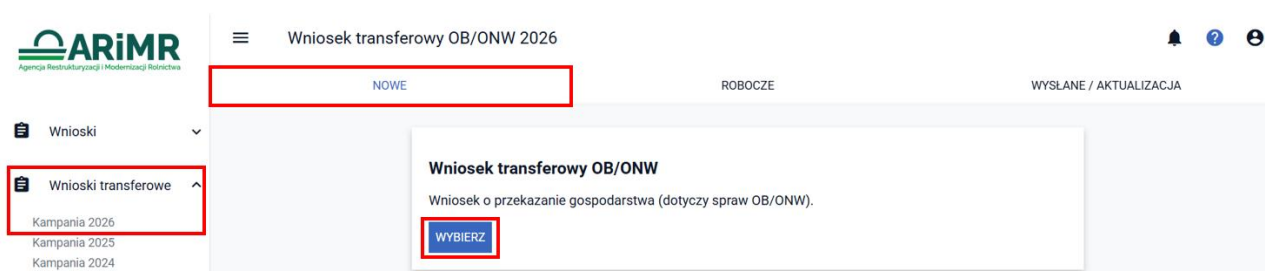 ARiMR
Agencja Restrukturyzacji i Modernizacji Rolnictwa
Wniosek transferowy OB/ONW 2026
NOWE
ROBOCZE
WYSŁANE / AKTUALIZACJA
Wnioski
Wnioski transferowe
Kampania 2026
Kampania 2025
Kampania 2024
Wniosek transferowy OB/ONW
Wniosek o przekazanie gospodarstwa (dotyczy spraw OB/ONW).
WYBIERZ